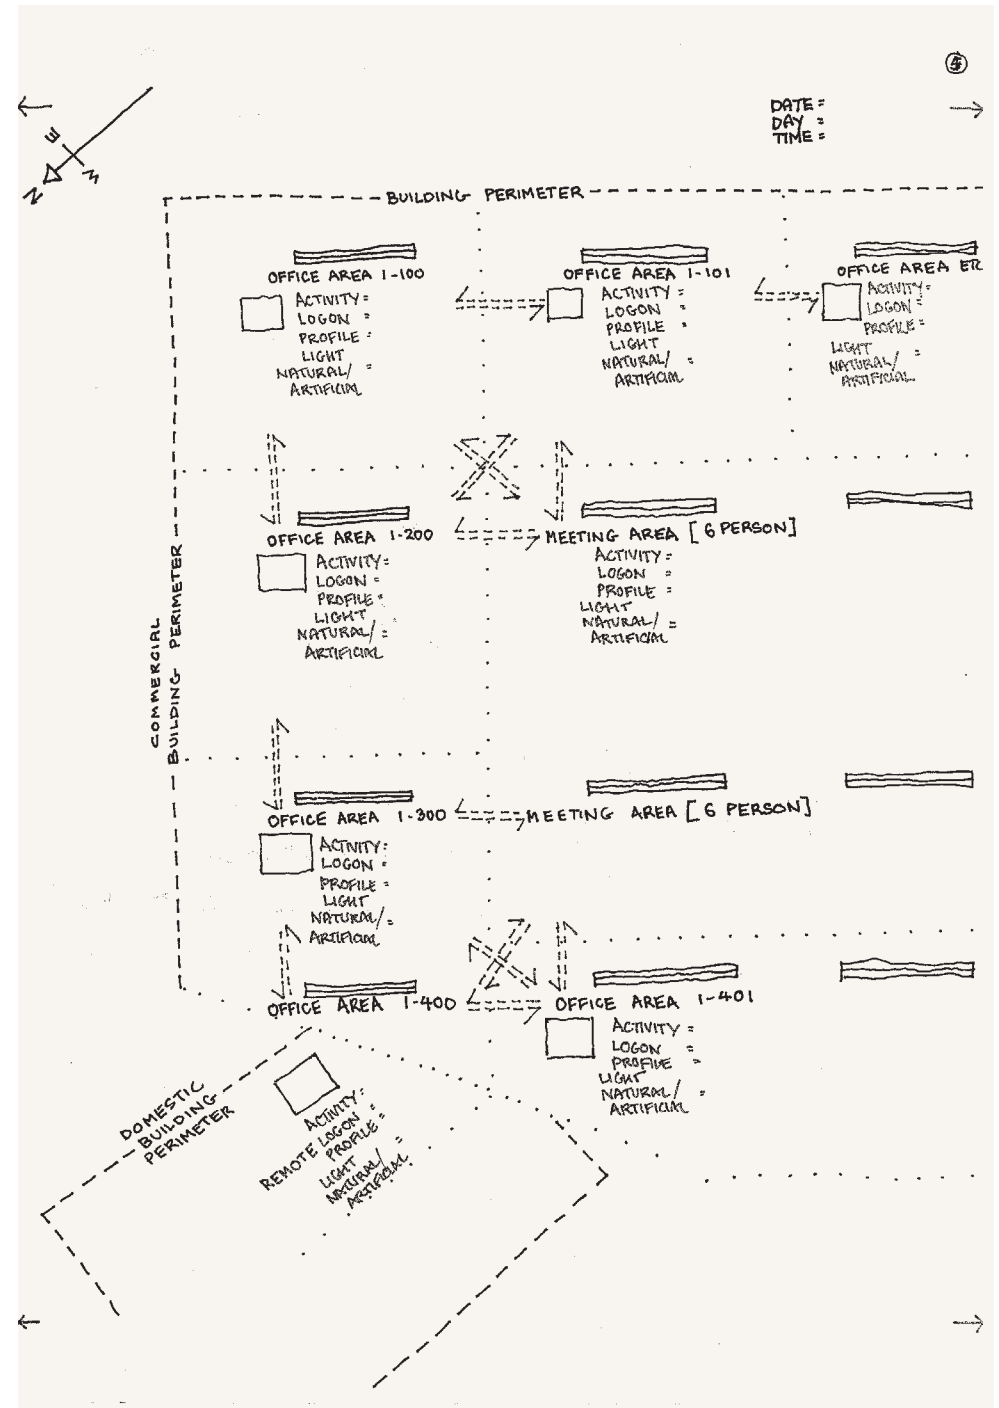 5
DATE =
DAY =
TIME =
E
W
N
BUILDING PERIMETER
OFFICE AREA 1-100
ACTIVITY =
LOGON =
PROFILE =
LIGHT
NATURAL/ =
ARTIFICIAL
OFFICE AREA 1-101
ACTIVITY =
LOGON =
PROFILE =
LIGHT
NATURAL/ =
ARTIFICIAL
OFFICE AREA ETC
ACTIVITY =
LOGON =
PROFILE =
LIGHT
NATURAL/ =
ARTIFICIAL
COMMERCIAL
BUILDING PERIMETER
OFFICE AREA 1-200
ACTIVITY =
LOGON =
PROFILE =
LIGHT
NATURAL/ =
ARTIFICIAL
MEETING AREA [6 PERSON]
ACTIVITY =
LOGON =
PROFILE =
LIGHT
NATURAL/ =
ARTIFICIAL
OFFICE AREA 1-300
ACTIVITY =
LOGON =
PROFILE =
LIGHT
NATURAL/ =
ARTIFICIAL
MEETING AREA [6 PERSON]
OFFICE AREA 1-400
OFFICE AREA 1-401
ACTIVITY =
LOGON =
PROFILE =
LIGHT
NATURAL/ =
ARTIFICIAL
DOMESTIC
BUILDING
PERIMETER
ACTIVITY =
REMOTE LOGON =
PROFILE =
LIGHT
NATURAL/ =
ARTIFICIAL